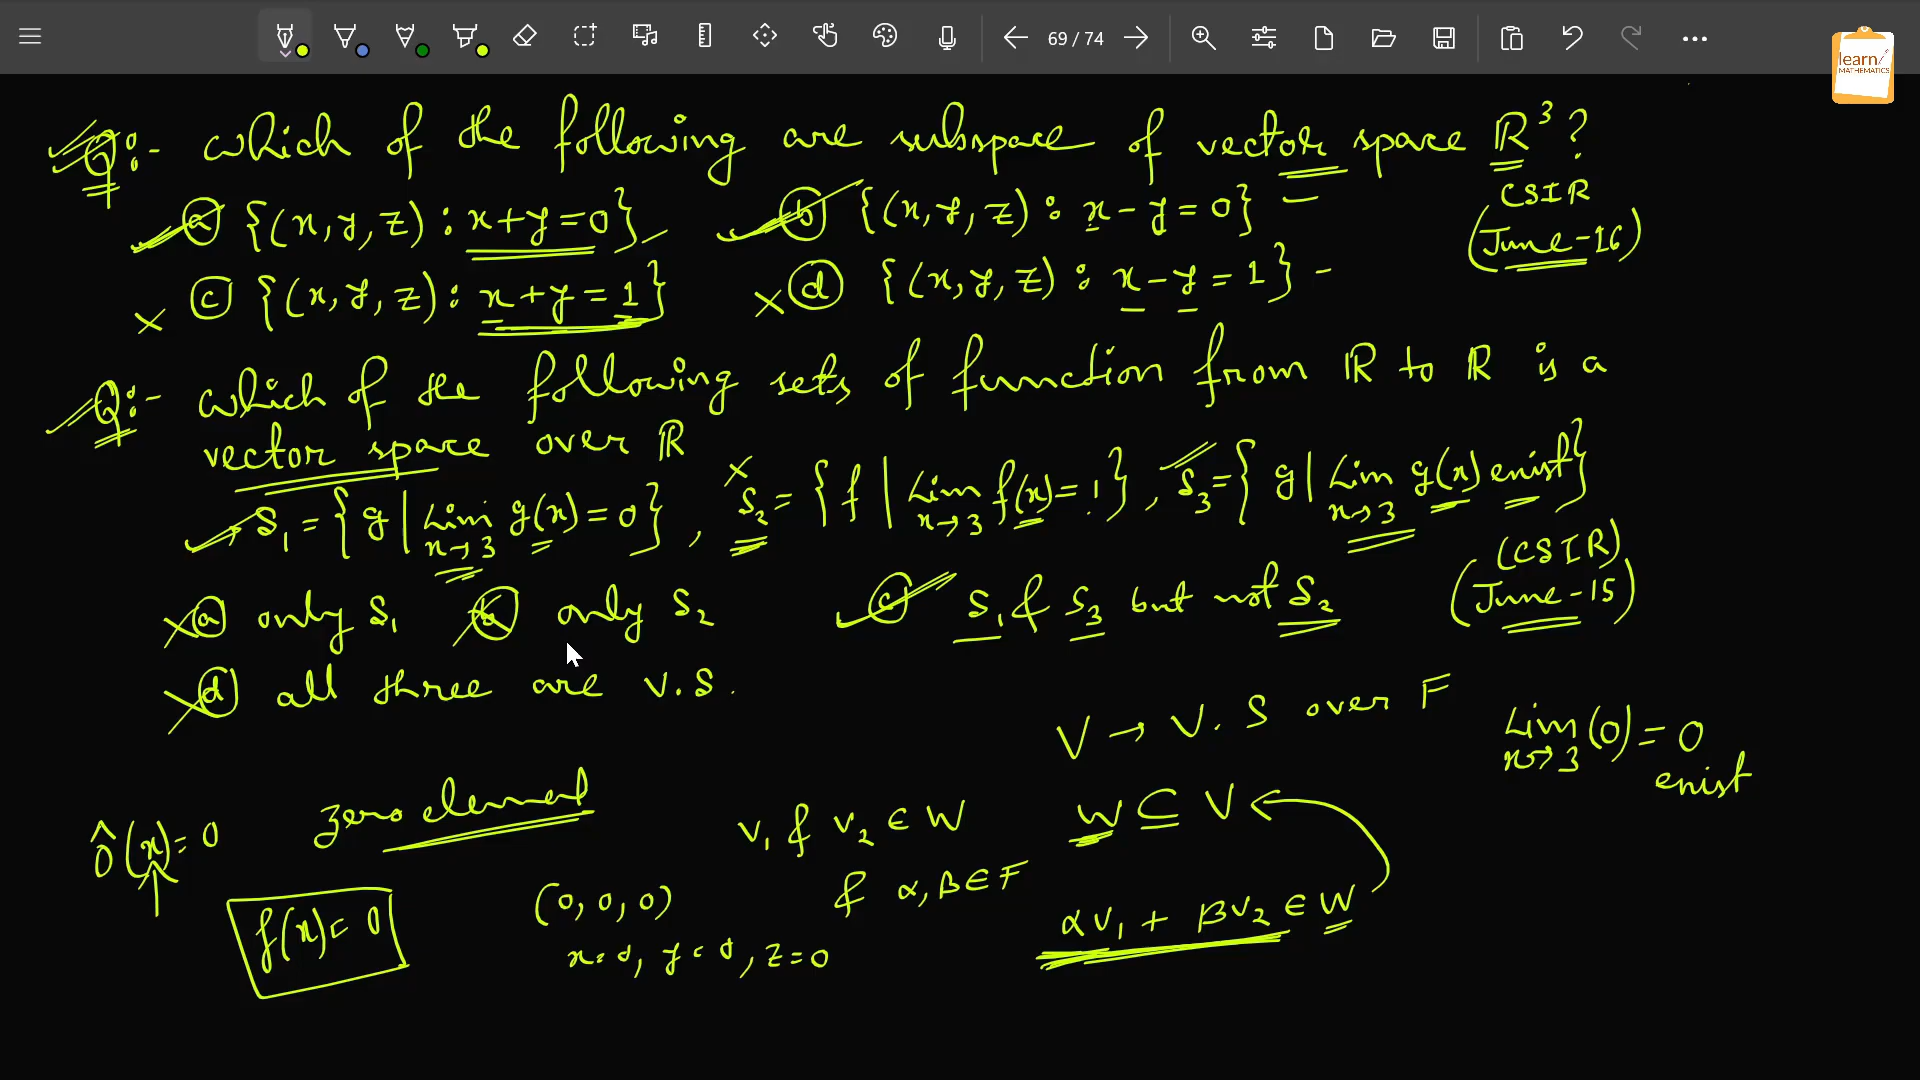 69 / 74
learn
MATHEMATICS
Q:- which of the following are subspace of vector space ℝ³?
(a) {(x,y,z) : x+y=0} (b) {(x,y,z) : x-y=0}
CSIR
(June-16)
(c) {(x,y,z) : x+y=1} (d) {(x,y,z) : x-y=1}
Q:- which of the following sets of function from ℝ to ℝ is a
vector space over ℝ
S₁ = {g | Lim x→3 g(x)=0}, S₂ = {f | Lim x→3 f(x)=1}, S₃ = {g | Lim x→3 g(x) exist}
(CSIR)
(June-15)
(a) only S₁ (b) only S₂ (c) S₁ & S₃ but not S₂
(d) all three are V.S.
V → V.S over F
Lim x→3 (0) = 0
exist
zero element
ô(x)=0
v₁ & v₂ ∈ W
W ⊆ V
& α, β ∈ F
αv₁ + βv₂ ∈ W
f(x)=0
(0,0,0)
x=0, y=0, z=0